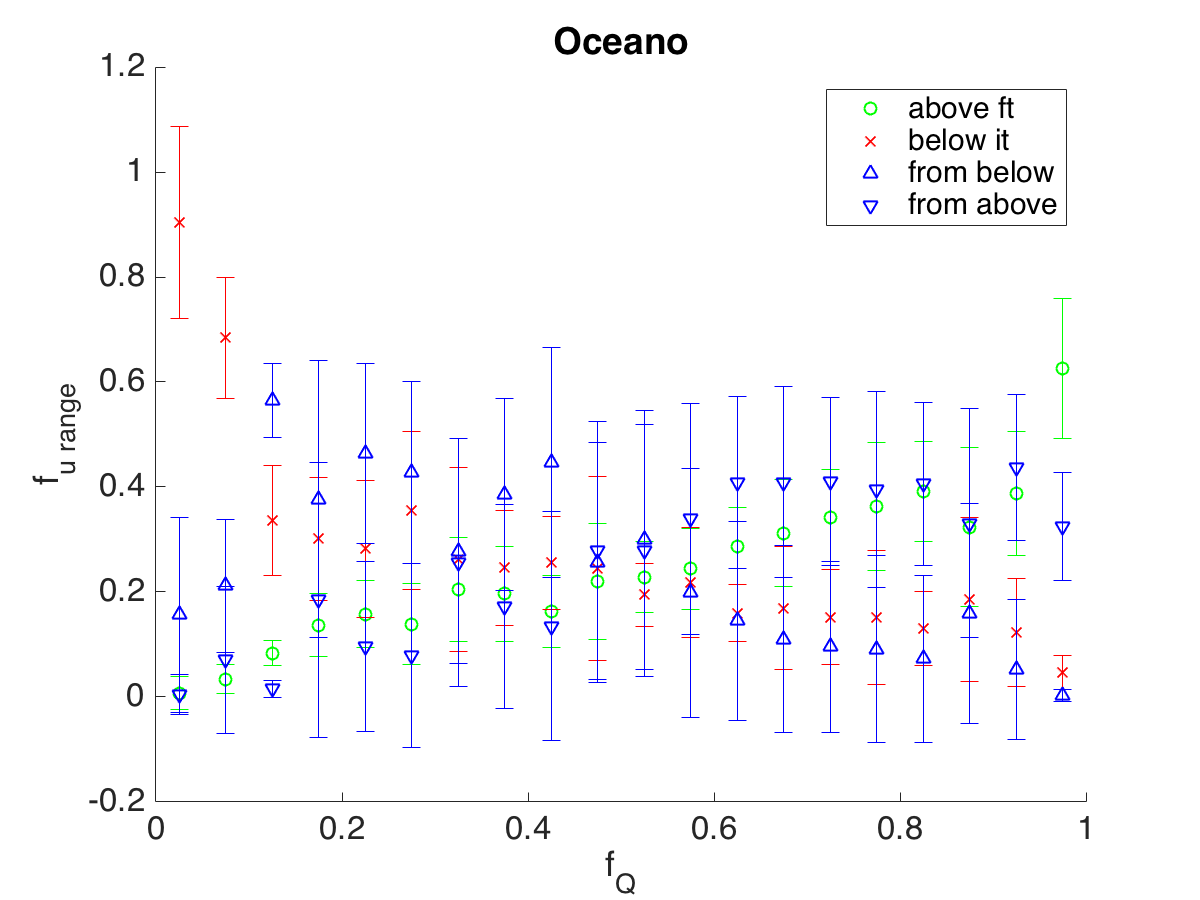 Oceano
1.2
1
0.8
0.6
0.4
0.2
0
-0.2
f_u range
above ft
below it
from below
from above
0 0.2 0.4 0.6 0.8 1
f_Q